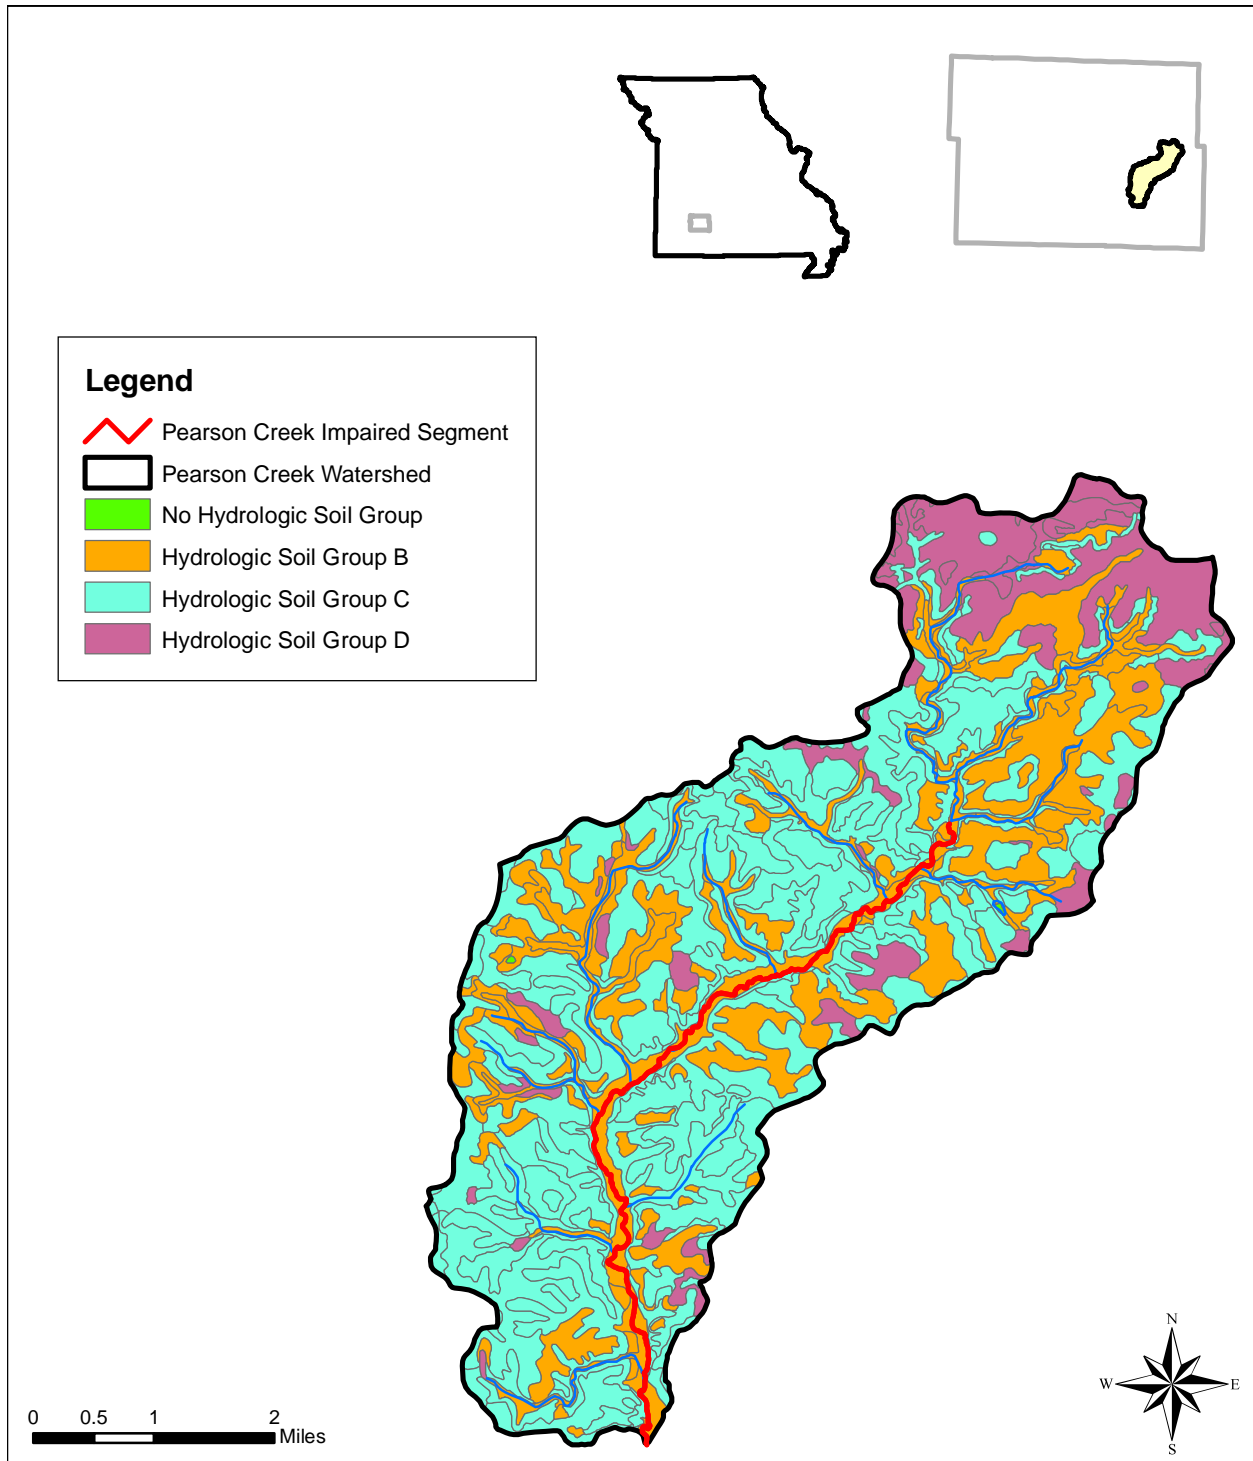 Legend
Pearson Creek Impaired Segment
Pearson Creek Watershed
No Hydrologic Soil Group
Hydrologic Soil Group B
Hydrologic Soil Group C
Hydrologic Soil Group D
N
W E
S
0 0.5 1 2
Miles